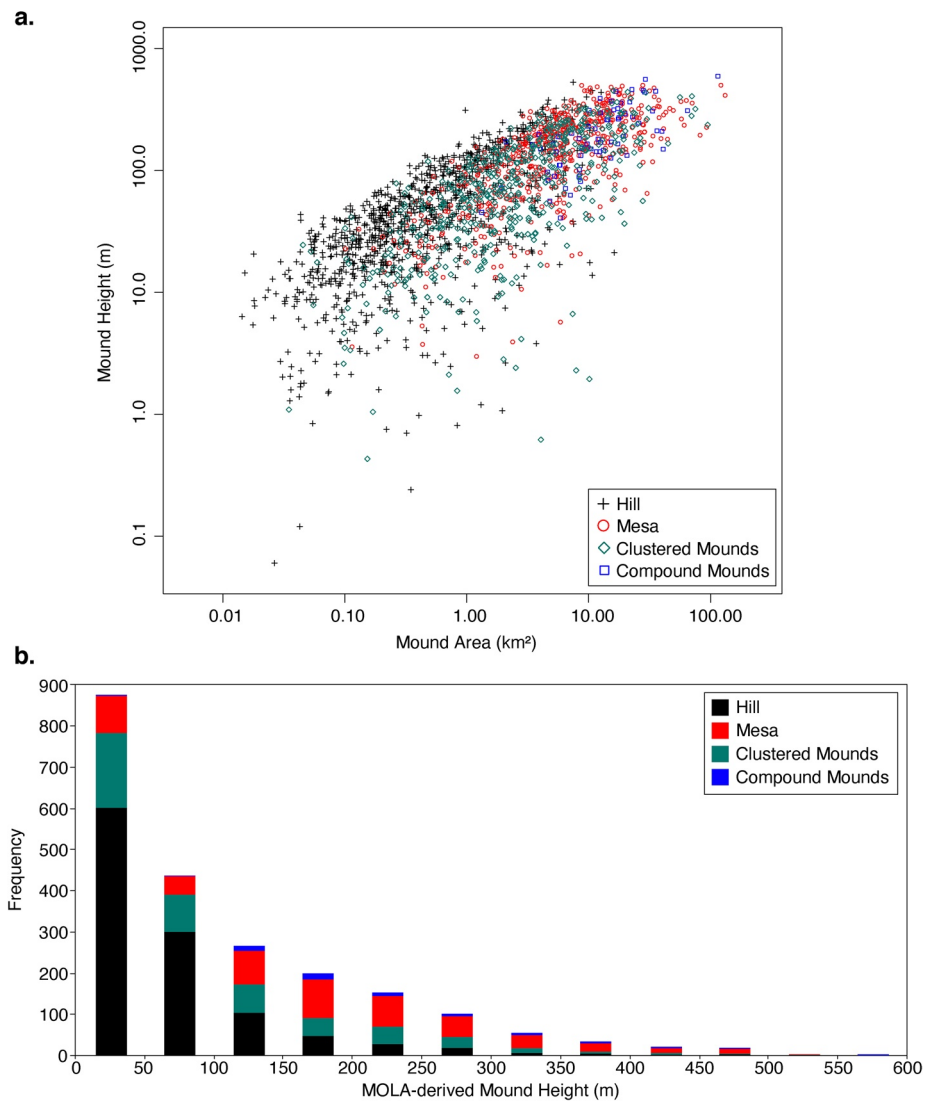 a.
1000.0
100.0
10.0
1.0
0.1
Mound Height (m)
Hill
Mesa
Clustered Mounds
Compound Mounds
0.01 0.10 1.00 10.00 100.00
Mound Area (km²)
b.
900
800
700
600
500
400
300
200
100
0
Frequency
Hill
Mesa
Clustered Mounds
Compound Mounds
0 50 100 150 200 250 300 350 400 450 500 550 600
MOLA-derived Mound Height (m)